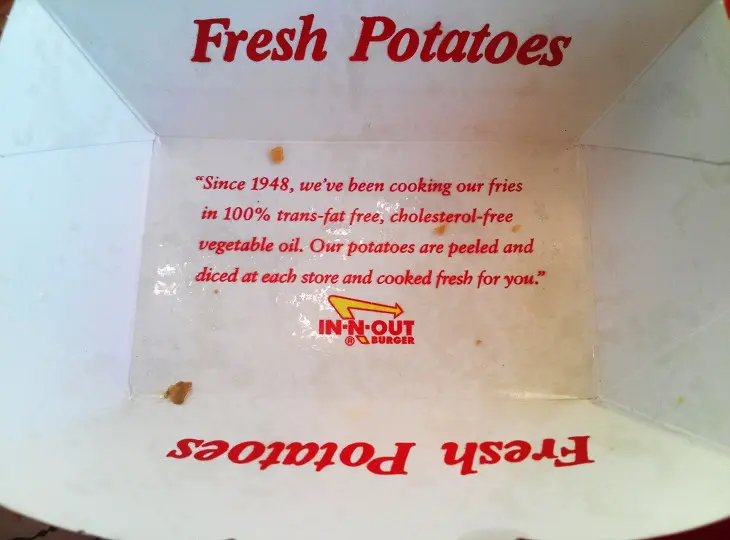 Fresh Potatoes
“Since 1948, we’ve been cooking our fries
in 100% trans-fat free, cholesterol-free
vegetable oil. Our potatoes are peeled and
diced at each store and cooked fresh for you.”
IN-N-OUT
® BURGER
Fresh Potatoes